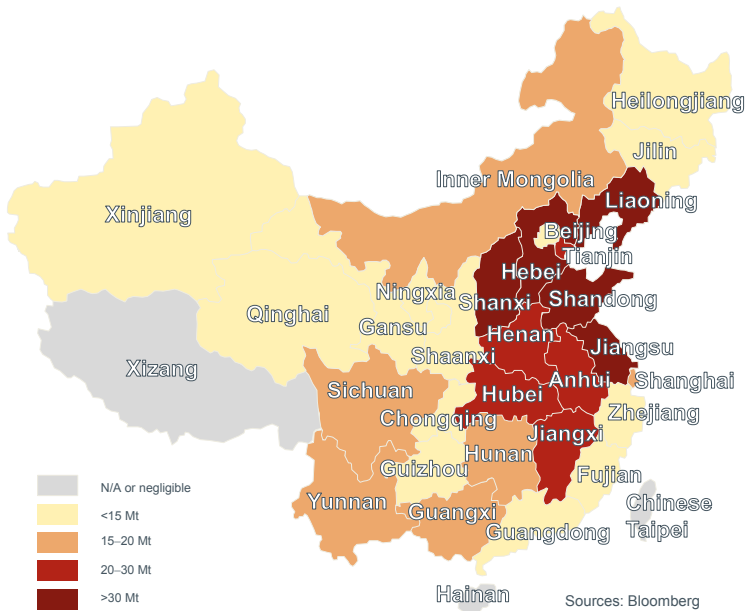 Heilongjiang
Jilin
Inner Mongolia
Liaoning
Xinjiang
Beijing
Tianjin
Hebei
Ningxia
Shanxi
Shandong
Qinghai
Gansu
Henan
Shaanxi
Jiangsu
Xizang
Sichuan
Hubei
Anhui
Shanghai
Chongqing
Zhejiang
Jiangxi
Hunan
Guizhou
Fujian
Yunnan
Guangxi
Guangdong
Chinese
Taipei
Hainan
N/A or negligible
<15 Mt
15–20 Mt
20–30 Mt
>30 Mt
Sources: Bloomberg